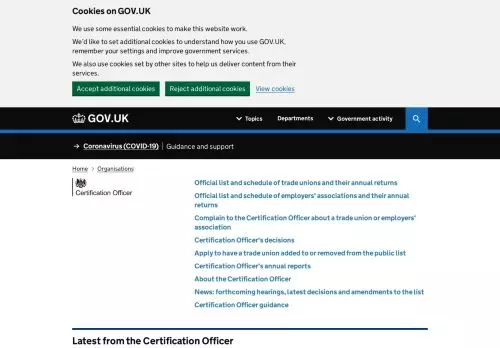 Cookies on GOV.UK
We use some essential cookies to make this website work.
We'd like to set additional cookies to understand how you use GOV.UK,
remember your settings and improve government services.
We also use cookies set by other sites to help us deliver content from their
services.
Accept additional cookies
Reject additional cookies
View cookies
GOV.UK
Topics
Departments
Government activity
→ Coronavirus (COVID-19) | Guidance and support
Home > Organisations
Certification Officer
Official list and schedule of trade unions and their annual returns
Official list and schedule of employers' associations and their annual
returns
Complain to the Certification Officer about a trade union or employers'
association
Certification Officer's decisions
Apply to have a trade union added to or removed from the public list
Certification Officer's annual reports
About the Certification Officer
News: forthcoming hearings, latest decisions and amendments to the list
Certification Officer guidance
Latest from the Certification Officer